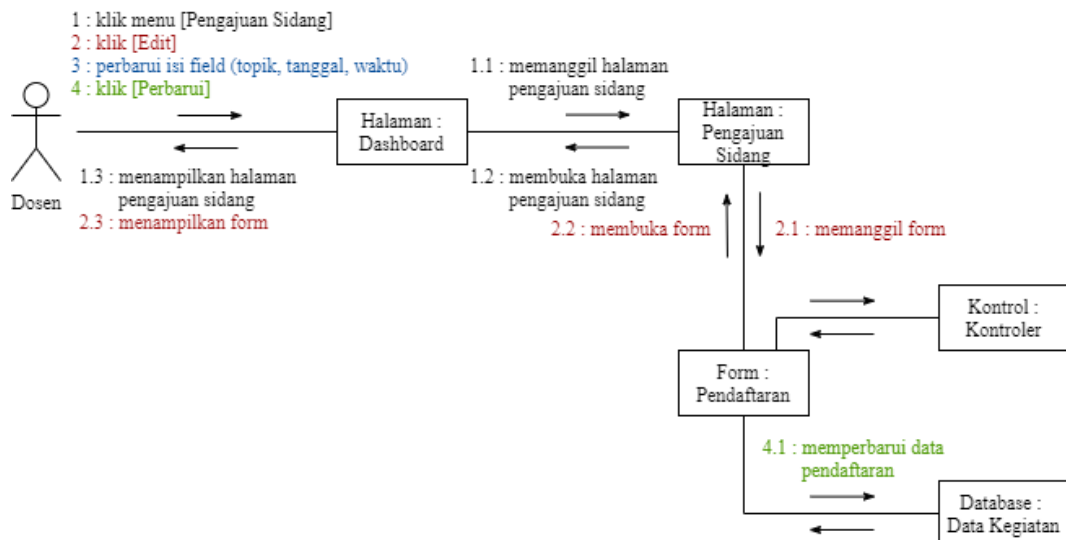 1 : klik menu [Pengajuan Sidang]
2 : klik [Edit]
3 : perbarui isi field (topik, tanggal, waktu)
4 : klik [Perbarui]
1.1 : memanggil halaman
pengajuan sidang
Halaman :
Dashboard
Halaman :
Pengajuan
Sidang
Dosen
1.3 : menampilkan halaman
pengajuan sidang
2.3 : menampilkan form
1.2 : membuka halaman
pengajuan sidang
2.2 : membuka form
2.1 : memanggil form
Kontrol :
Kontroler
Form :
Pendaftaran
4.1 : memperbarui data
pendaftaran
Database :
Data Kegiatan